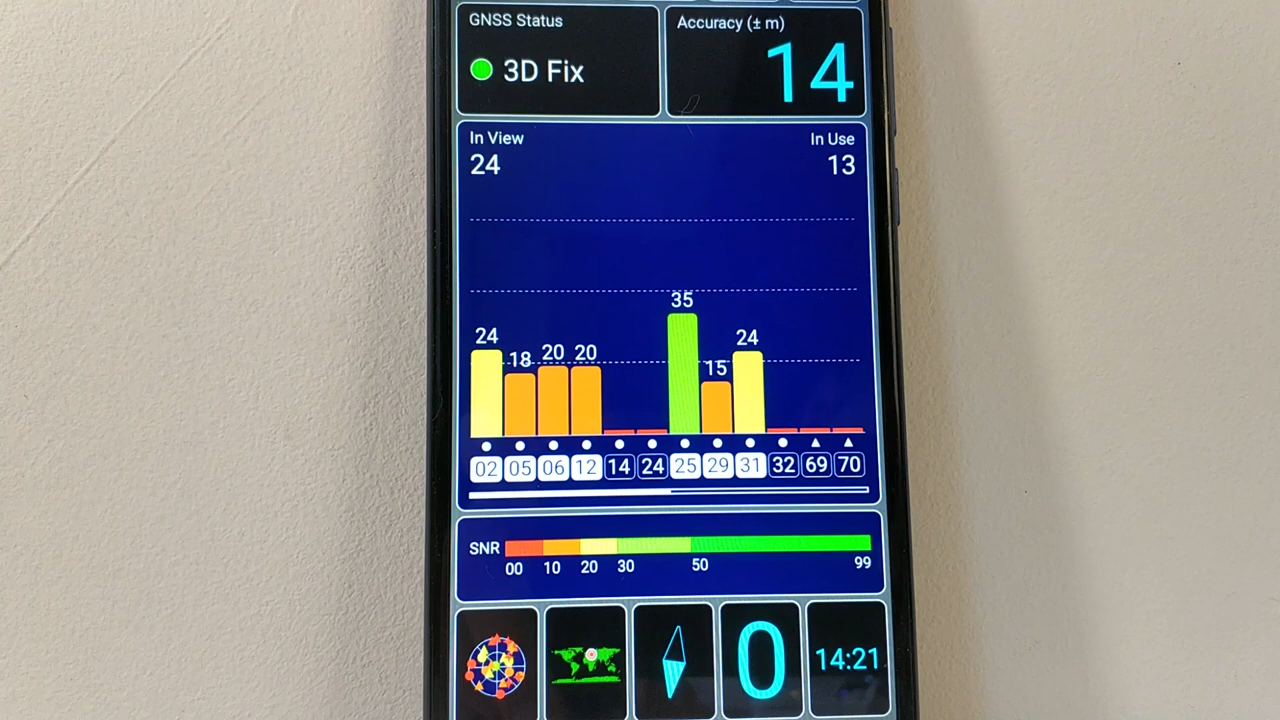 GNSS Status
3D Fix
Accuracy (± m)
14
In View
24
In Use
13
24 18 20 20 35 15 24
02 05 06 12 14 24 25 29 31 32 69 70
SNR
00 10 20 30 50 99
0
14:21